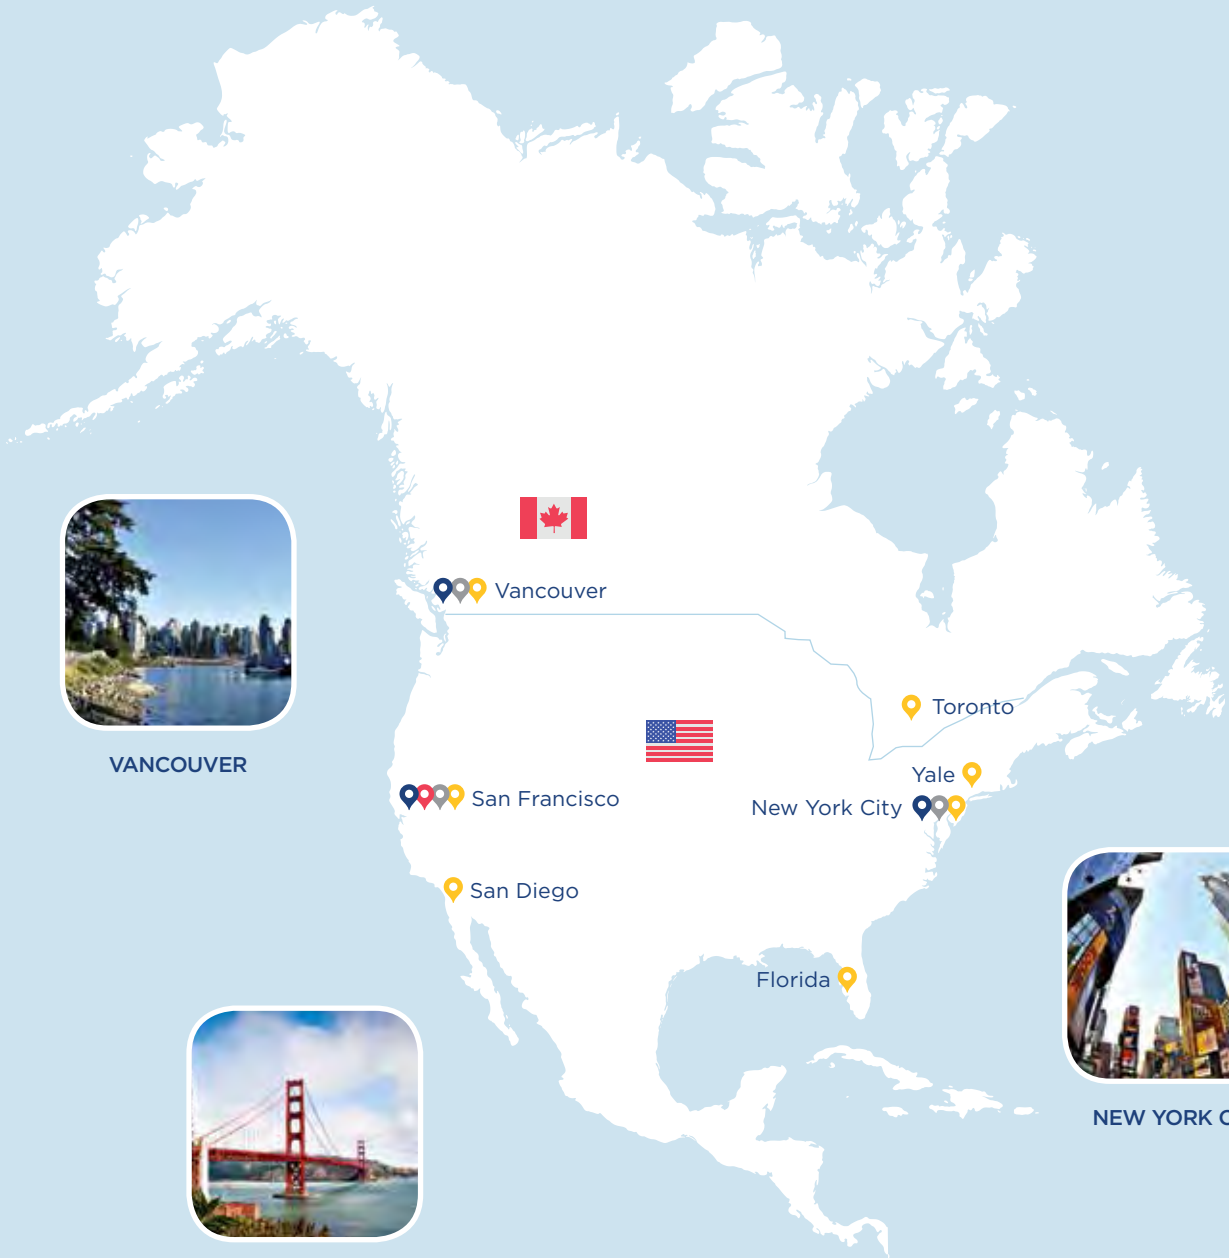 Vancouver
VANCOUVER
Toronto
Yale
San Francisco
New York City
San Diego
Florida
NEW YORK C